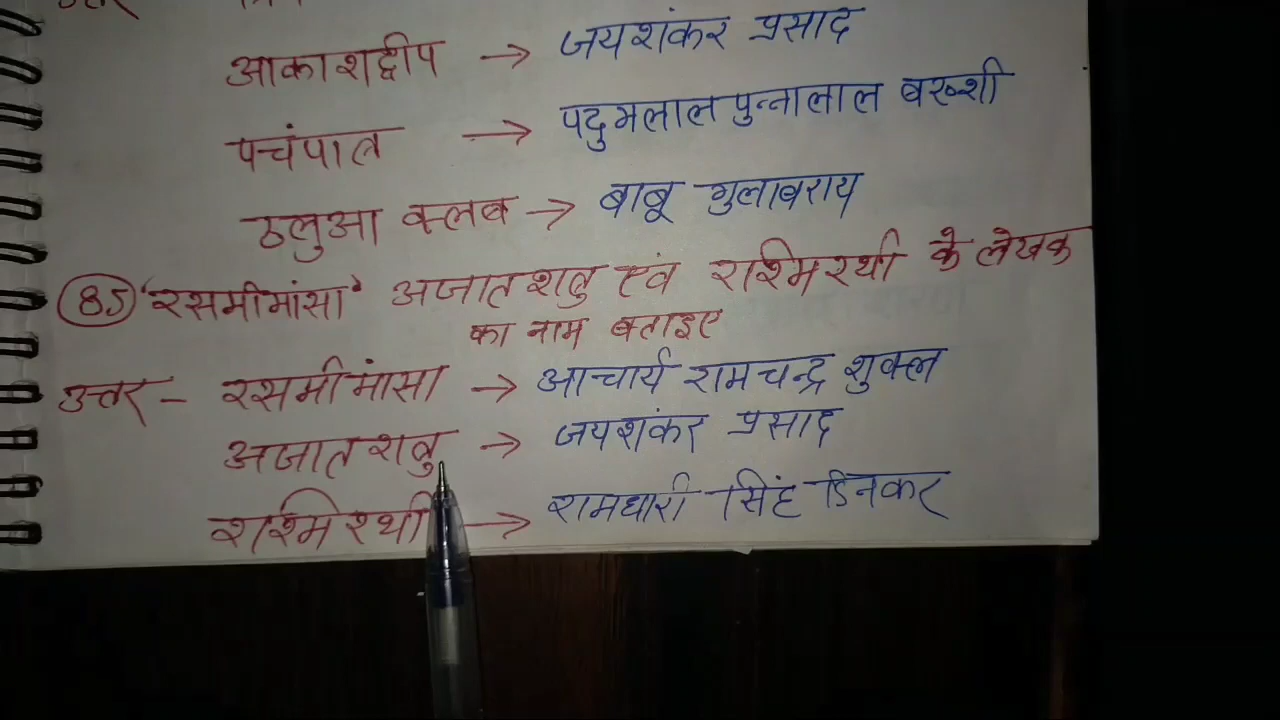 आकाशद्वीप → जयशंकर प्रसाद
पचंपात्र → पदुमलाल पुन्नालाल बख्शी
ठलुआ क्लब → बाबू गुलाबराय
85 'रसमीमांसा' अजातशत्रु एवं रश्मिरथी के लेखक
का नाम बताइए
उत्तर - रसमीमांसा → आचार्य रामचन्द्र शुक्ल
अजातशत्रु → जयशंकर प्रसाद
रश्मिरथी → रामधारी सिंह दिनकर